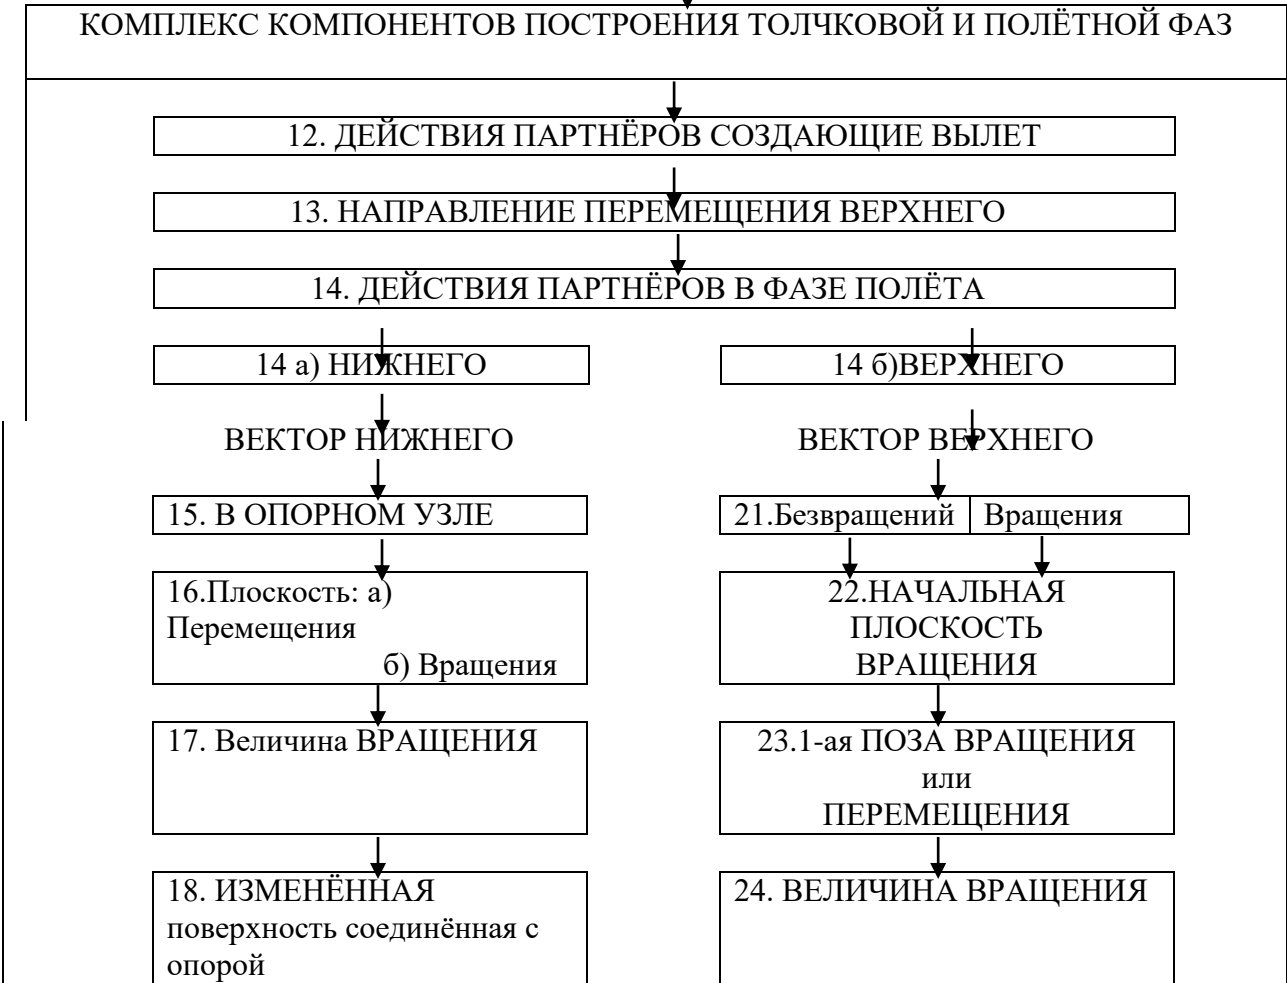 КОМПЛЕКС КОМПОНЕНТОВ ПОСТРОЕНИЯ ТОЛЧКОВОЙ И ПОЛЁТНОЙ ФАЗ
12. ДЕЙСТВИЯ ПАРТНЁРОВ СОЗДАЮЩИЕ ВЫЛЕТ
13. НАПРАВЛЕНИЕ ПЕРЕМЕЩЕНИЯ ВЕРХНЕГО
14. ДЕЙСТВИЯ ПАРТНЁРОВ В ФАЗЕ ПОЛЁТА
14 а) НИЖНЕГО
ВЕКТОР НИЖНЕГО
15. В ОПОРНОМ УЗЛЕ
16.Плоскость: а)
Перемещения
б) Вращения
17. Величина ВРАЩЕНИЯ
18. ИЗМЕНЁННАЯ
поверхность соединённая с
опорой
14 б)ВЕРХНЕГО
ВЕКТОР ВЕРХНЕГО
21.Безвращений
Вращения
22.НАЧАЛЬНАЯ
ПЛОСКОСТЬ
ВРАЩЕНИЯ
23.1-ая ПОЗА ВРАЩЕНИЯ
или
ПЕРЕМЕЩЕНИЯ
24. ВЕЛИЧИНА ВРАЩЕНИЯ